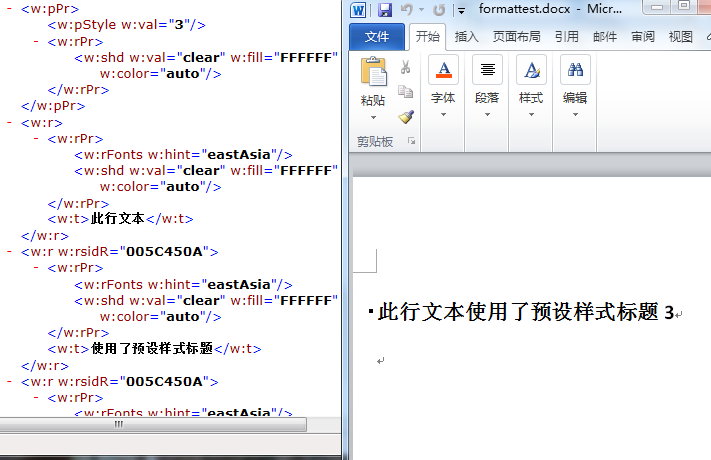 - <w:pPr>
<w:pStyle w:val="3"/>
- <w:rPr>
<w:shd w:val="clear" w:fill="FFFFFF"
w:color="auto"/>
</w:rPr>
</w:pPr>
- <w:r>
- <w:rPr>
<w:rFonts w:hint="eastAsia"/>
<w:shd w:val="clear" w:fill="FFFFFF"
w:color="auto"/>
</w:rPr>
<w:t>此行文本</w:t>
</w:r>
- <w:r w:rsidR="005C450A">
- <w:rPr>
<w:rFonts w:hint="eastAsia"/>
<w:shd w:val="clear" w:fill="FFFFFF"
w:color="auto"/>
</w:rPr>
<w:t>使用了预设样式标题</w:t>
</w:r>
- <w:r w:rsidR="005C450A">
- <w:rPr>
<w:rFonts w:hint="eastAsia"/>
formattest.docx - Micr...
文件 开始 插入 页面布局 引用 邮件 审阅 视图
粘贴 字体 段落 样式 编辑
剪贴板
此行文本使用了预设样式标题 3